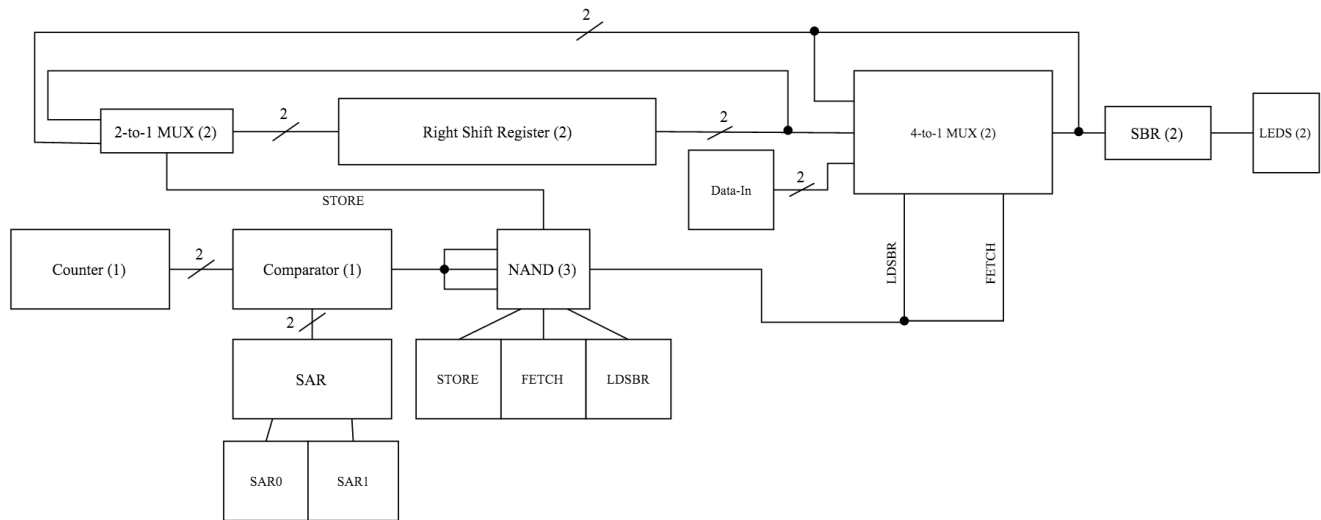 2
2-to-1 MUX (2)
2
Right Shift Register (2)
2
4-to-1 MUX (2)
SBR (2)
LEDS (2)
Data-In
2
STORE
Counter (1)
2
Comparator (1)
NAND (3)
LDSBR
FETCH
2
SAR
STORE
FETCH
LDSBR
SAR0
SAR1